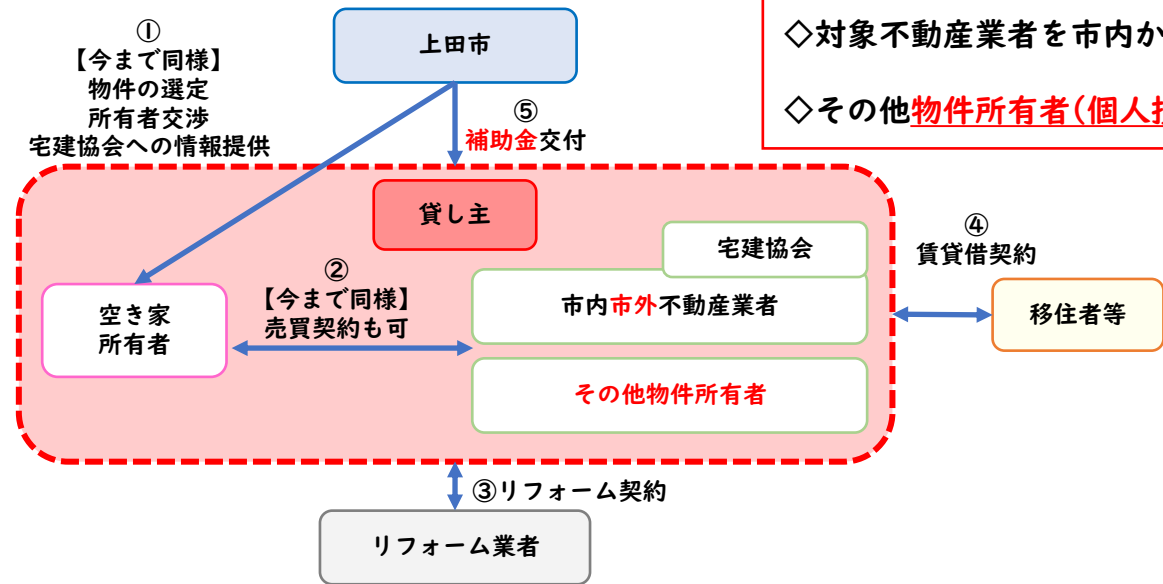 ①
【今まで同様】
物件の選定
所有者交渉
宅建協会への情報提供
上田市
⑤
補助金交付
◇対象不動産業者を市内か
◇その他物件所有者(個人
貸し主
宅建協会
④
賃貸借契約
②
【今まで同様】
売買契約も可
空き家
所有者
市内市外不動産業者
移住者等
その他物件所有者
③リフォーム契約
リフォーム業者